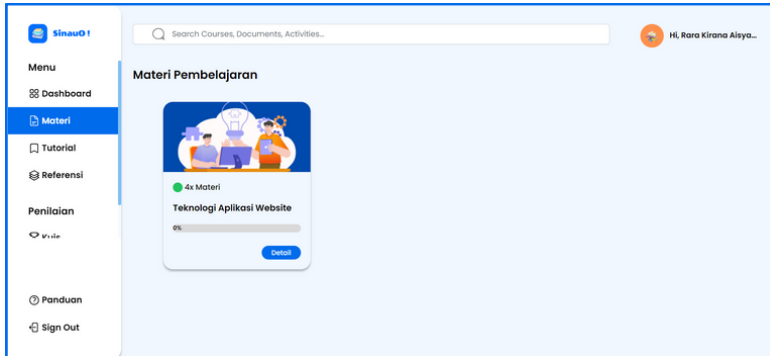 SinauO !
Search Courses, Documents, Activities...
Hi, Rara Kirana Aisya...
Menu
Dashboard
Materi
Tutorial
Referensi
Penilaian
Kuis
Panduan
Sign Out
Materi Pembelajaran
4x Materi
Teknologi Aplikasi Website
0%
Detail